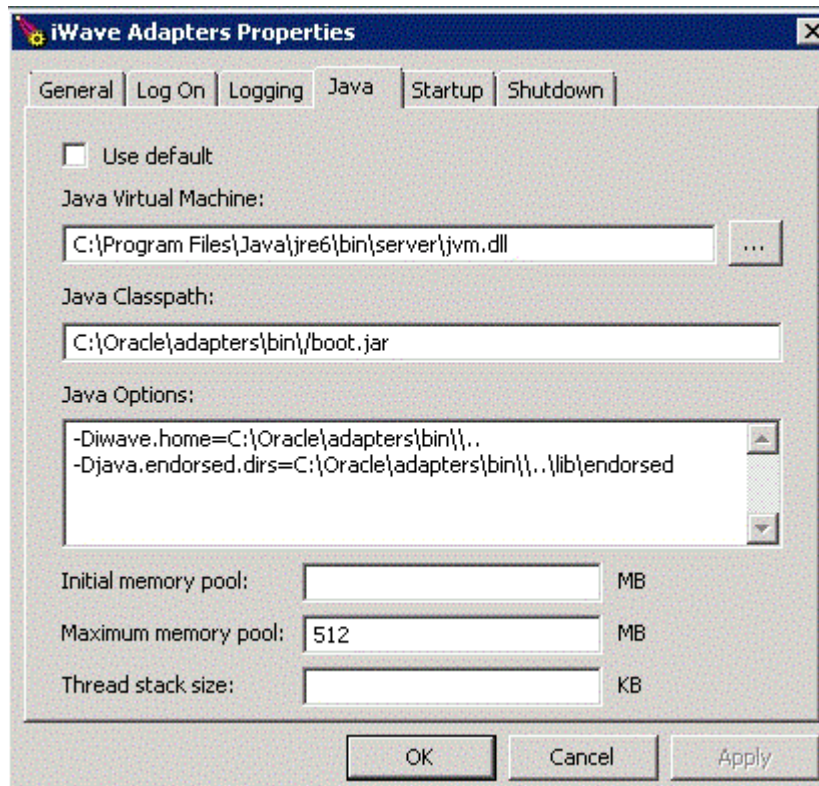 iWave Adapters Properties
General Log On Logging Java Startup Shutdown
Use default
Java Virtual Machine:
C:\Program Files\Java\jre6\bin\server\jvm.dll ...
Java Classpath:
C:\Oracle\adapters\bin\/boot.jar
Java Options:
-Diwave.home=C:\Oracle\adapters\bin\\..
-Djava.endorsed.dirs=C:\Oracle\adapters\bin\\..\lib\endorsed
Initial memory pool: MB
Maximum memory pool: 512 MB
Thread stack size: KB
OK Cancel Apply